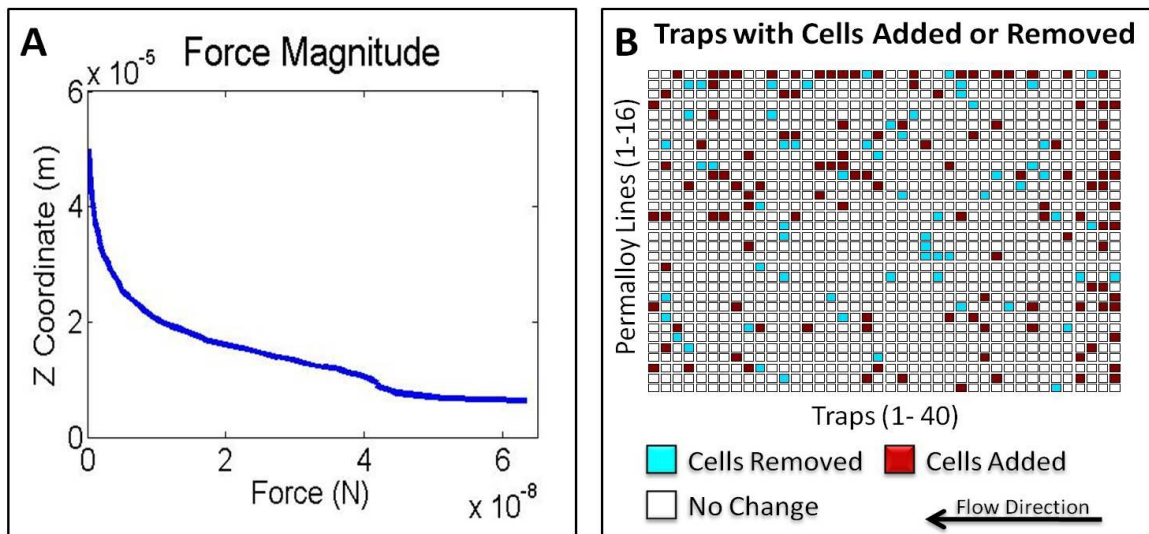 A
Force Magnitude
x 10⁻⁵
6
4
2
0
Z Coordinate (m)
0
2
4
6
x 10⁻⁸
Force (N)
B
Traps with Cells Added or Removed
Permalloy Lines (1-16)
Traps (1- 40)
Cells Removed
Cells Added
No Change
Flow Direction